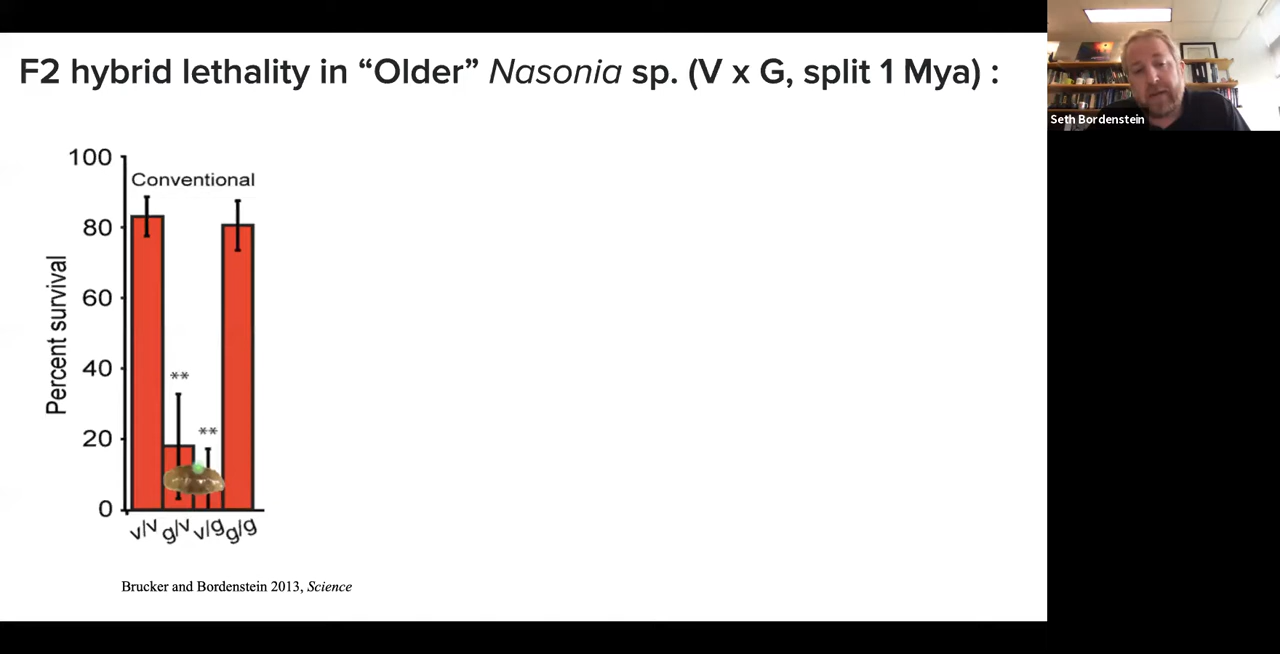 F2 hybrid lethality in “Older” Nasonia sp. (V x G, split 1 Mya) :
Seth Bordenstein
100
Conventional
80
60
40
20
0
Percent survival
**
**
v/v g/v v/g g/g
Brucker and Bordenstein 2013, Science